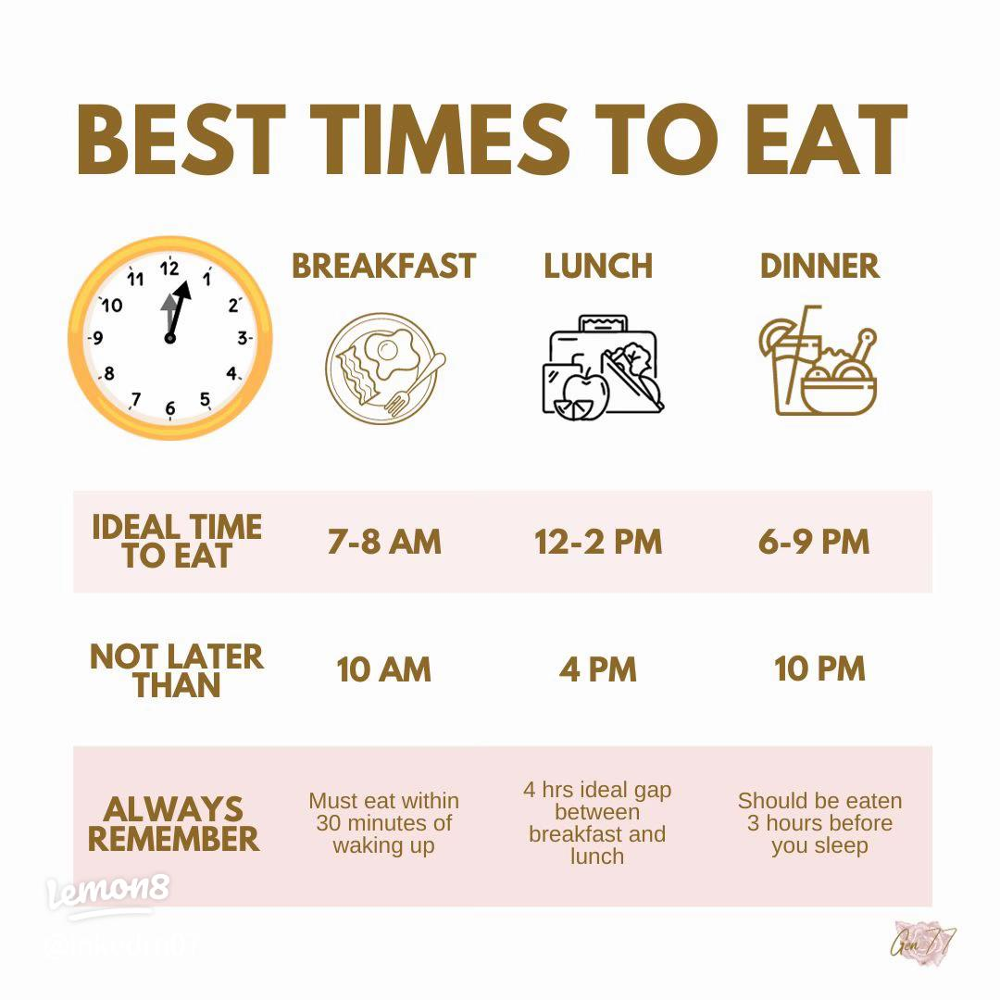 BEST TIMES TO EAT
12
11
1
10
2
9
3
8
4
7
5
6
BREAKFAST
LUNCH
DINNER
IDEAL TIME
TO EAT
7-8 AM
12-2 PM
6-9 PM
NOT LATER
THAN
10 AM
4 PM
10 PM
ALWAYS
REMEMBER
Must eat within
30 minutes of
waking up
4 hrs ideal gap
between
breakfast and
lunch
Should be eaten
3 hours before
you sleep
Lemon8
Gen 77